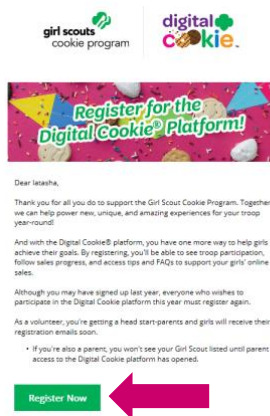 girl scouts
cookie program
digital
cookie™
Register for the
Digital Cookie® Platform!
Dear latasha,
Thank you for all you do to support the Girl Scout Cookie Program. Together
we can help power new, unique, and amazing experiences for your troop
year-round!
And with the Digital Cookie® platform, you have one more way to help girls
achieve their goals. By registering, you'll be able to see troop participation,
follow sales progress, and access tips and FAQs to support your girls' online
sales.
Although you may have signed up last year, everyone who wishes to
participate in the Digital Cookie platform this year must register again.
As a volunteer, you're getting a head start-parents and girls will receive their
registration emails soon.
• If you're also a parent, you won't see your Girl Scout listed until parent
access to the Digital Cookie platform has opened.
Register Now